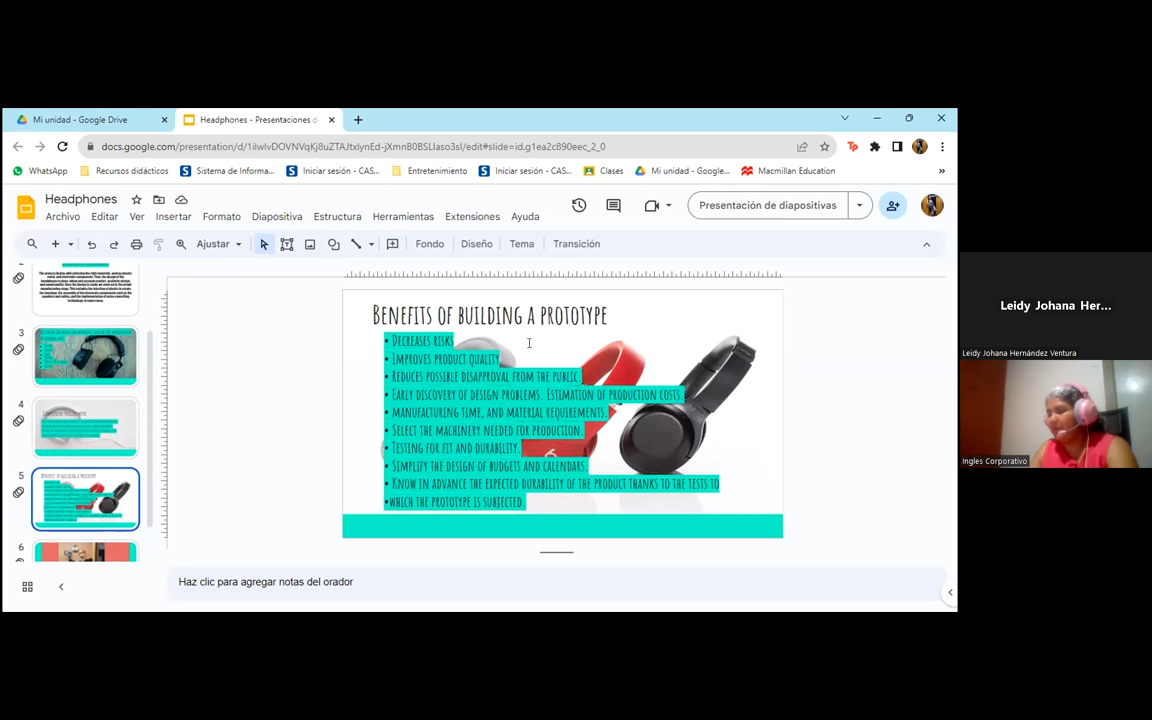 Mi unidad - Google Drive
Headphones - Presentaciones d
docs.google.com/presentation/d/
/edit#slide=id.g1ea2c890eec_2_0
WhatsApp
Recursos didácticos
Sistema de Informa...
Iniciar sesión - CAS...
Entretenimiento
Iniciar sesión - CAS...
Clases
Mi unidad - Google...
Macmillan Education
Headphones
Archivo Editar Ver Insertar Formato Diapositiva Estructura Herramientas Extensiones Ayuda
Presentación de diapositivas
Ajustar
Fondo Diseño Tema Transición
3
4
5
6
Benefits of building a prototype
• Decreases risks
• Improves product quality
• Reduces possible disapproval from the public.
• Early discovery of design problems. Estimation of production costs,
• manufacturing time, and material requirements.
• Select the machinery needed for production.
• Testing for fit and durability.
• Simplify the design of budgets and calendars.
• Know in advance the expected durability of the product thanks to the tests to
•which the prototype is subjected.
Haz clic para agregar notas del orador
Leidy Johana Her...
Leidy Johana Hernández Ventura
Ingles Corporativo